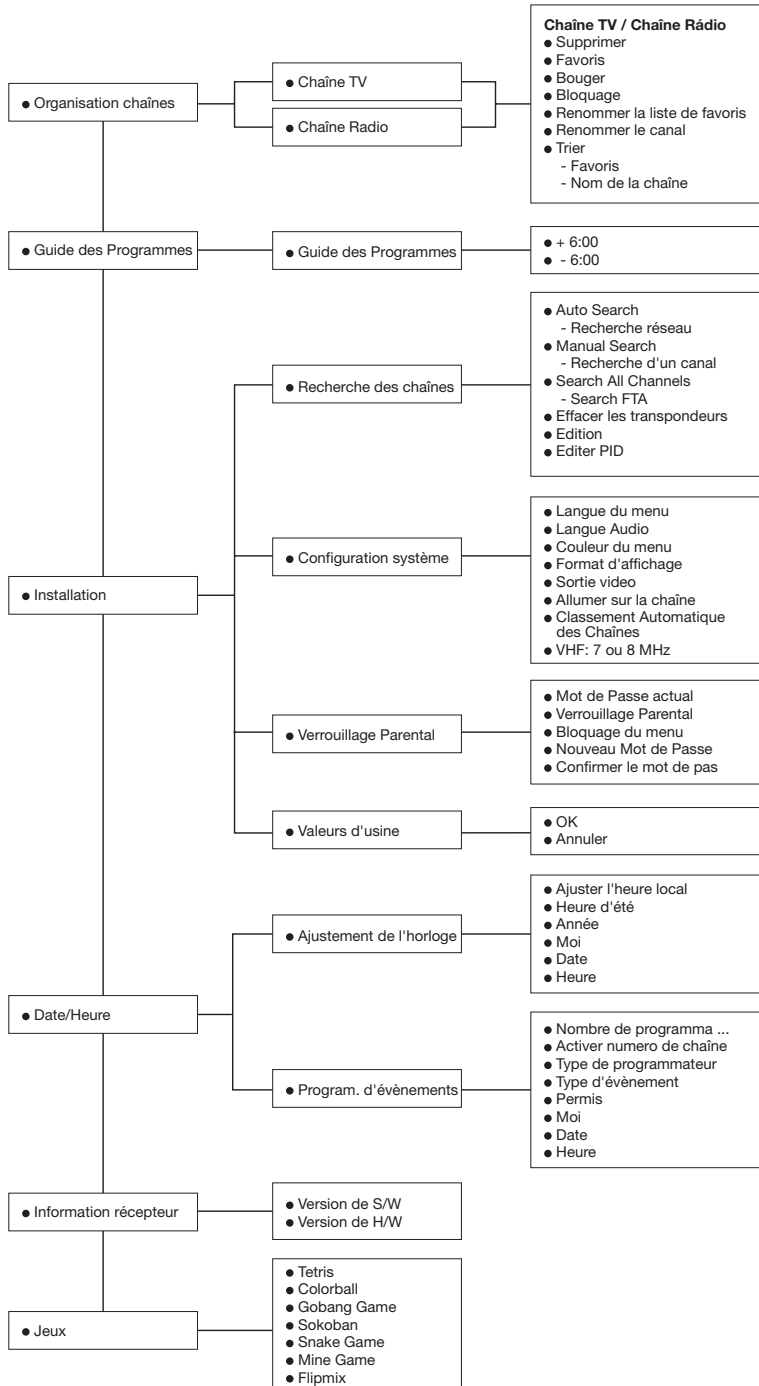 ● Organisation chaînes
● Chaîne TV
● Chaîne Radio
Chaîne TV / Chaîne Rádio
● Supprimer
● Favoris
● Bouger
● Bloquage
● Renommer la liste de favoris
● Renommer le canal
● Trier
- Favoris
- Nom de la chaîne
● Guide des Programmes
● Guide des Programmes
● + 6:00
● - 6:00
● Installation
● Recherche des chaînes
● Auto Search
- Recherche réseau
● Manual Search
- Recherche d'un canal
● Search All Channels
- Search FTA
● Effacer les transpondeurs
● Edition
● Editer PID
● Configuration système
● Langue du menu
● Langue Audio
● Couleur du menu
● Format d'affichage
● Sortie video
● Allumer sur la chaîne
● Classement Automatique
des Chaînes
● VHF: 7 ou 8 MHz
● Verrouillage Parental
● Mot de Passe actual
● Verrouillage Parental
● Bloquage du menu
● Nouveau Mot de Passe
● Confirmer le mot de pas
● Valeurs d'usine
● OK
● Annuler
● Date/Heure
● Ajustement de l'horloge
● Ajuster l'heure local
● Heure d'été
● Année
● Moi
● Date
● Heure
● Program. d'évènements
● Nombre de programma ...
● Activer numero de chaîne
● Type de programmateur
● Type d'évènement
● Permis
● Moi
● Date
● Heure
● Information récepteur
● Version de S/W
● Version de H/W
● Jeux
● Tetris
● Colorball
● Gobang Game
● Sokoban
● Snake Game
● Mine Game
● Flipmix